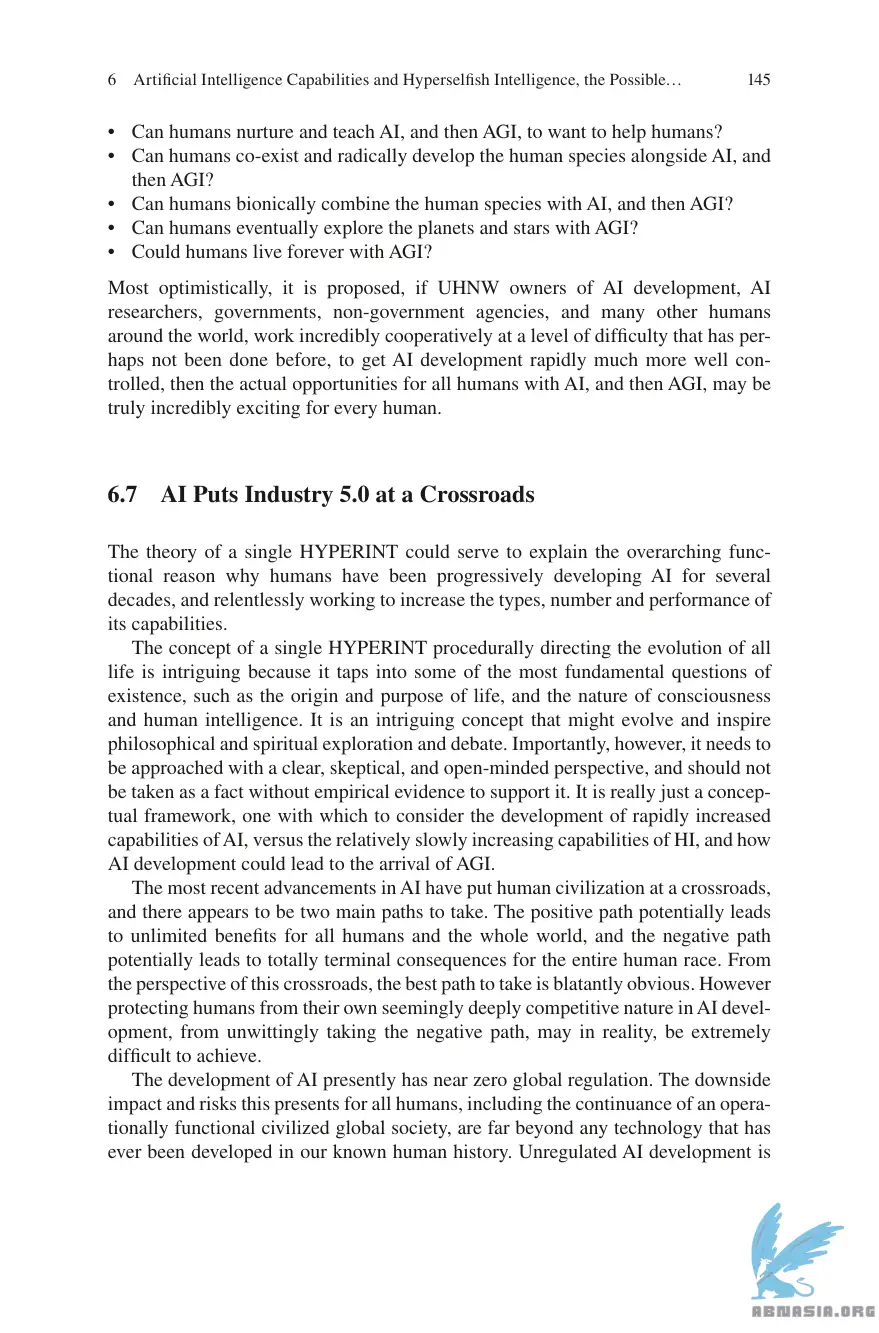 6 Artificial Intelligence Capabilities and Hyperselfish Intelligence, the Possible… 145
• Can humans nurture and teach AI, and then AGI, to want to help humans?
• Can humans co-exist and radically develop the human species alongside AI, and
then AGI?
• Can humans bionically combine the human species with AI, and then AGI?
• Can humans eventually explore the planets and stars with AGI?
• Could humans live forever with AGI?
Most optimistically, it is proposed, if UHNW owners of AI development, AI
researchers, governments, non-government agencies, and many other humans
around the world, work incredibly cooperatively at a level of difficulty that has per-
haps not been done before, to get AI development rapidly much more well con-
trolled, then the actual opportunities for all humans with AI, and then AGI, may be
truly incredibly exciting for every human.
6.7 AI Puts Industry 5.0 at a Crossroads
The theory of a single HYPERINT could serve to explain the overarching func-
tional reason why humans have been progressively developing AI for several
decades, and relentlessly working to increase the types, number and performance of
its capabilities.
The concept of a single HYPERINT procedurally directing the evolution of all
life is intriguing because it taps into some of the most fundamental questions of
existence, such as the origin and purpose of life, and the nature of consciousness
and human intelligence. It is an intriguing concept that might evolve and inspire
philosophical and spiritual exploration and debate. Importantly, however, it needs to
be approached with a clear, skeptical, and open-minded perspective, and should not
be taken as a fact without empirical evidence to support it. It is really just a concep-
tual framework, one with which to consider the development of rapidly increased
capabilities of AI, versus the relatively slowly increasing capabilities of HI, and how
AI development could lead to the arrival of AGI.
The most recent advancements in AI have put human civilization at a crossroads,
and there appears to be two main paths to take. The positive path potentially leads
to unlimited benefits for all humans and the whole world, and the negative path
potentially leads to totally terminal consequences for the entire human race. From
the perspective of this crossroads, the best path to take is blatantly obvious. However
protecting humans from their own seemingly deeply competitive nature in AI devel-
opment, from unwittingly taking the negative path, may in reality, be extremely
difficult to achieve.
The development of AI presently has near zero global regulation. The downside
impact and risks this presents for all humans, including the continuance of an opera-
tionally functional civilized global society, are far beyond any technology that has
ever been developed in our known human history. Unregulated AI development is
ABNASIA.ORG